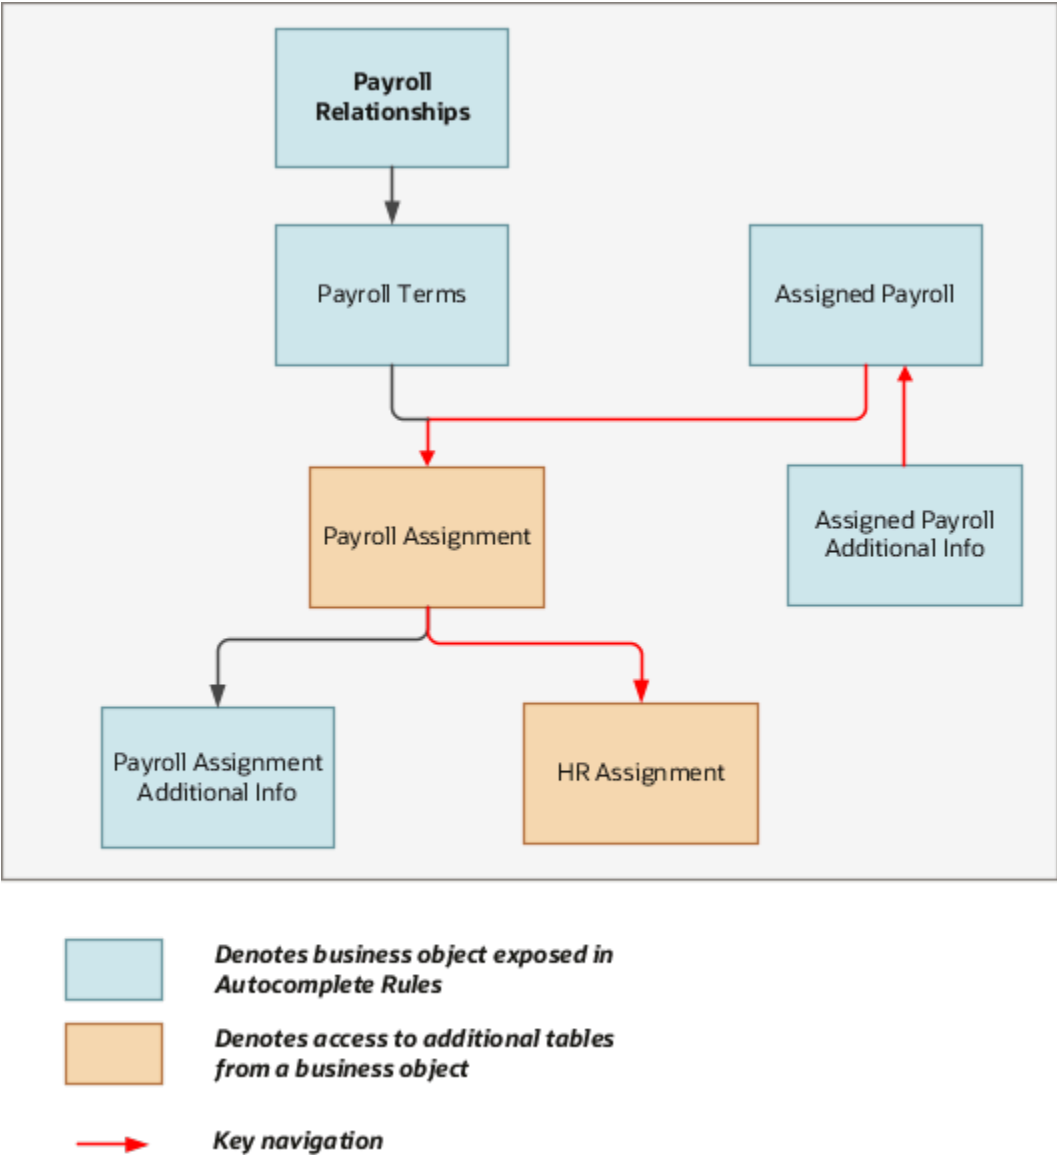 Payroll
Relationships
Payroll Terms
Assigned Payroll
Payroll Assignment
Assigned Payroll
Additional Info
Payroll Assignment
Additional Info
HR Assignment
Denotes business object exposed in
Autocomplete Rules
Denotes access to additional tables
from a business object
Key navigation